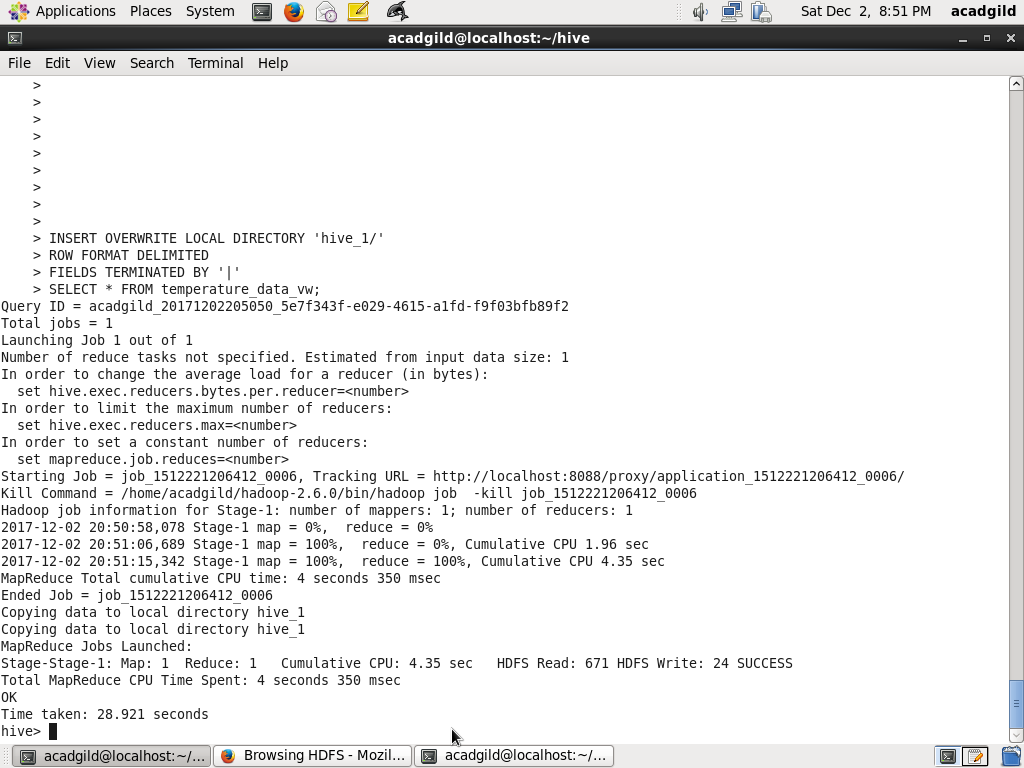 Applications Places System Sat Dec 2, 8:51 PM acadgild
acadgild@localhost:~/hive
File Edit View Search Terminal Help
>
>
>
>
>
>
>
>
>
> INSERT OVERWRITE LOCAL DIRECTORY 'hive_1/'
> ROW FORMAT DELIMITED
> FIELDS TERMINATED BY '|'
> SELECT * FROM temperature_data_vw;
Query ID = acadgild_20171202205050_5e7f343f-e029-4615-a1fd-f9f03bfb89f2
Total jobs = 1
Launching Job 1 out of 1
Number of reduce tasks not specified. Estimated from input data size: 1
In order to change the average load for a reducer (in bytes):
  set hive.exec.reducers.bytes.per.reducer=<number>
In order to limit the maximum number of reducers:
  set hive.exec.reducers.max=<number>
In order to set a constant number of reducers:
  set mapreduce.job.reduces=<number>
Starting Job = job_1512221206412_0006, Tracking URL = http://localhost:8088/proxy/application_1512221206412_0006/
Kill Command = /home/acadgild/hadoop-2.6.0/bin/hadoop job  -kill job_1512221206412_0006
Hadoop job information for Stage-1: number of mappers: 1; number of reducers: 1
2017-12-02 20:50:58,078 Stage-1 map = 0%,  reduce = 0%
2017-12-02 20:51:06,689 Stage-1 map = 100%,  reduce = 0%, Cumulative CPU 1.96 sec
2017-12-02 20:51:15,342 Stage-1 map = 100%,  reduce = 100%, Cumulative CPU 4.35 sec
MapReduce Total cumulative CPU time: 4 seconds 350 msec
Ended Job = job_1512221206412_0006
Copying data to local directory hive_1
Copying data to local directory hive_1
MapReduce Jobs Launched:
Stage-Stage-1: Map: 1  Reduce: 1   Cumulative CPU: 4.35 sec   HDFS Read: 671 HDFS Write: 24 SUCCESS
Total MapReduce CPU Time Spent: 4 seconds 350 msec
OK
Time taken: 28.921 seconds
hive>
acadgild@localhost:~/... Browsing HDFS - Mozil... acadgild@localhost:~/...